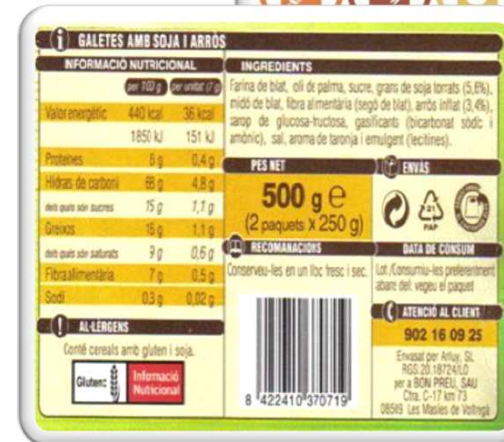 GALETES AMB SOJA I ARRÒS
INFORMACIÓ NUTRICIONAL
per 100 g per unitat (7 g)
Valor energètic 440 kcal 36 kcal
1850 kJ 151 kJ
Proteïnes 6 g 0,4 g
Hidrats de carboni 68 g 4,8 g
dels quals són sucres 15 g 1,1 g
Greixos 16 g 1,1 g
dels quals són saturats 9 g 0,6 g
Fibra alimentària 7 g 0,5 g
Sodi 0,3 g 0,02 g
AL·LÈRGENS
Conté cereals amb gluten i soja.
Gluten:
Informació
Nutricional
INGREDIENTS
Farina de blat, oli de palma, sucre, grans de soja torrats (5,6%),
midó de blat, fibra alimentària (segó de blat), arròs inflat (3,4%),
xarop de glucosa-fructosa, gasificants (bicarbonat sòdic i
amònic), sal, aroma de taronja i emulgent (lecitines).
PES NET
500 g e
(2 paquets x 250 g)
RECOMANACIONS
Conserveu-les en un lloc fresc i sec.
8 422410 370719
ENVÀS
21
PAP
DATA DE CONSUM
Lot /Consumiu-les preferentment
abans del: vegeu el paquet
ATENCIÓ AL CLIENT
902 16 09 25
Envasat per Arluy, SL
RGS 20.18724/LO
per a BON PREU, SAU
Ctra. C-17 km 73
08589 Les Masies de Voltregà